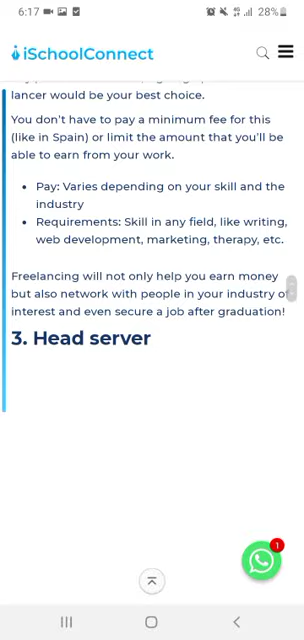 6:17
28%
iSchoolConnect
lancer would be your best choice.
You don't have to pay a minimum fee for this
(like in Spain) or limit the amount that you'll be
able to earn from your work.
• Pay: Varies depending on your skill and the
industry
• Requirements: Skill in any field, like writing,
web development, marketing, therapy, etc.
Freelancing will not only help you earn money
but also network with people in your industry of
interest and even secure a job after graduation!
3. Head server
1